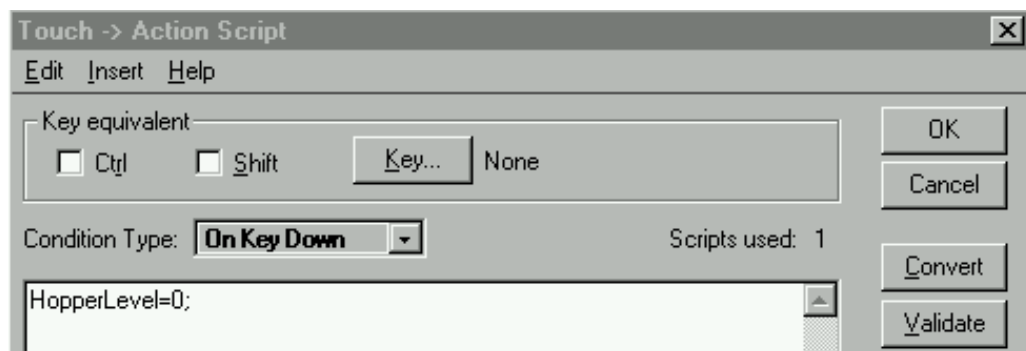 Touch -> Action Script
Edit Insert Help
Key equivalent
Ctrl Shift Key... None
OK
Cancel
Condition Type: On Key Down Scripts used: 1
Convert
HopperLevel=0;
Validate